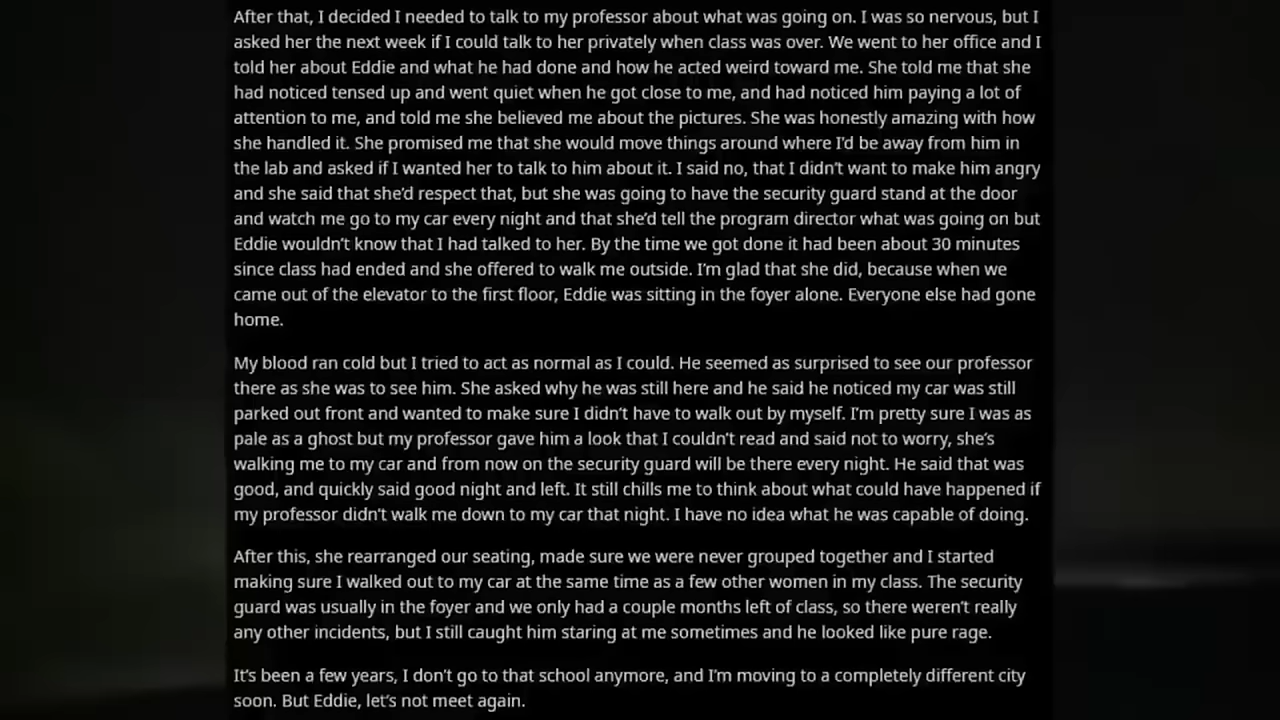 After that, I decided I needed to talk to my professor about what was going on. I was so nervous, but I
asked her the next week if I could talk to her privately when class was over. We went to her office and I
told her about Eddie and what he had done and how he acted weird toward me. She told me that she
had noticed tensed up and went quiet when he got close to me, and had noticed him paying a lot of
attention to me, and told me she believed me about the pictures. She was honestly amazing with how
she handled it. She promised me that she would move things around where I’d be away from him in
the lab and asked if I wanted her to talk to him about it. I said no, that I didn’t want to make him angry
and she said that she’d respect that, but she was going to have the security guard stand at the door
and watch me go to my car every night and that she’d tell the program director what was going on but
Eddie wouldn’t know that I had talked to her. By the time we got done it had been about 30 minutes
since class had ended and she offered to walk me outside. I’m glad that she did, because when we
came out of the elevator to the first floor, Eddie was sitting in the foyer alone. Everyone else had gone
home.
My blood ran cold but I tried to act as normal as I could. He seemed as surprised to see our professor
there as she was to see him. She asked why he was still here and he said he noticed my car was still
parked out front and wanted to make sure I didn’t have to walk out by myself. I’m pretty sure I was as
pale as a ghost but my professor gave him a look that I couldn’t read and said not to worry, she’s
walking me to my car and from now on the security guard will be there every night. He said that was
good, and quickly said good night and left. It still chills me to think about what could have happened if
my professor didn’t walk me down to my car that night. I have no idea what he was capable of doing.
After this, she rearranged our seating, made sure we were never grouped together and I started
making sure I walked out to my car at the same time as a few other women in my class. The security
guard was usually in the foyer and we only had a couple months left of class, so there weren’t really
any other incidents, but I still caught him staring at me sometimes and he looked like pure rage.
It’s been a few years, I don’t go to that school anymore, and I’m moving to a completely different city
soon. But Eddie, let’s not meet again.